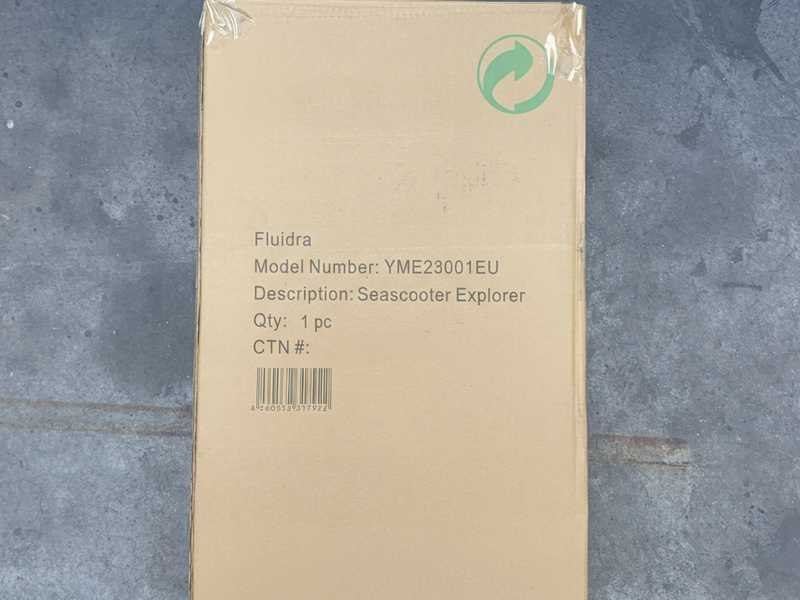 Fluidra
Model Number: YME23001EU
Description: Seascooter Explorer
Qty: 1 pc
CTN #: